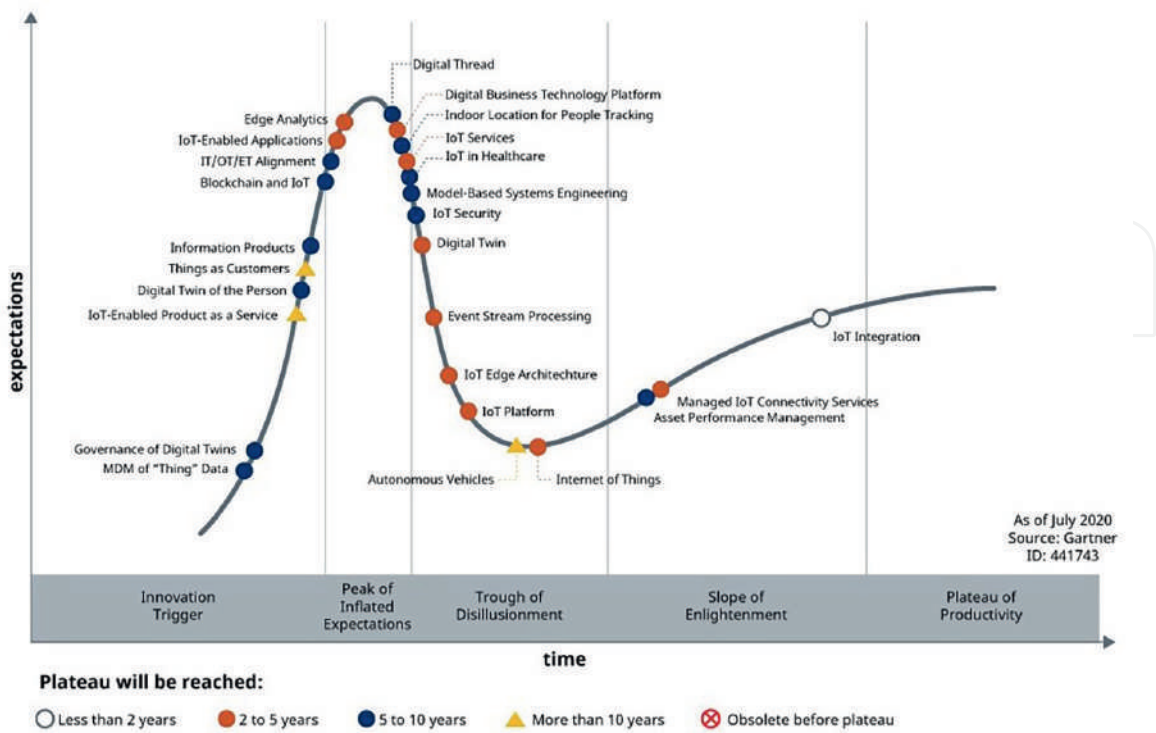 Digital Thread
Digital Business Technology Platform
Edge Analytics
Indoor Location for People Tracking
IoT-Enabled Applications
IoT Services
IT/OT/ET Alignment
IoT in Healthcare
Blockchain and IoT
Model-Based Systems Engineering
IoT Security
Information Products
Digital Twin
Things as Customers
Digital Twin of the Person
IoT-Enabled Product as a Service
Event Stream Processing
expectations
IoT Integration
IoT Edge Architechture
Managed IoT Connectivity Services
IoT Platform
Asset Performance Management
Governance of Digital Twins
MDM of “Thing” Data
Autonomous Vehicles
Internet of Things
As of July 2020
Source: Gartner
ID: 441743
Innovation
Trigger
Peak of
Inflated
Expectations
Trough of
Disillusionment
Slope of
Enlightenment
Plateau of
Productivity
time
Plateau will be reached:
Less than 2 years
2 to 5 years
5 to 10 years
More than 10 years
Obsolete before plateau